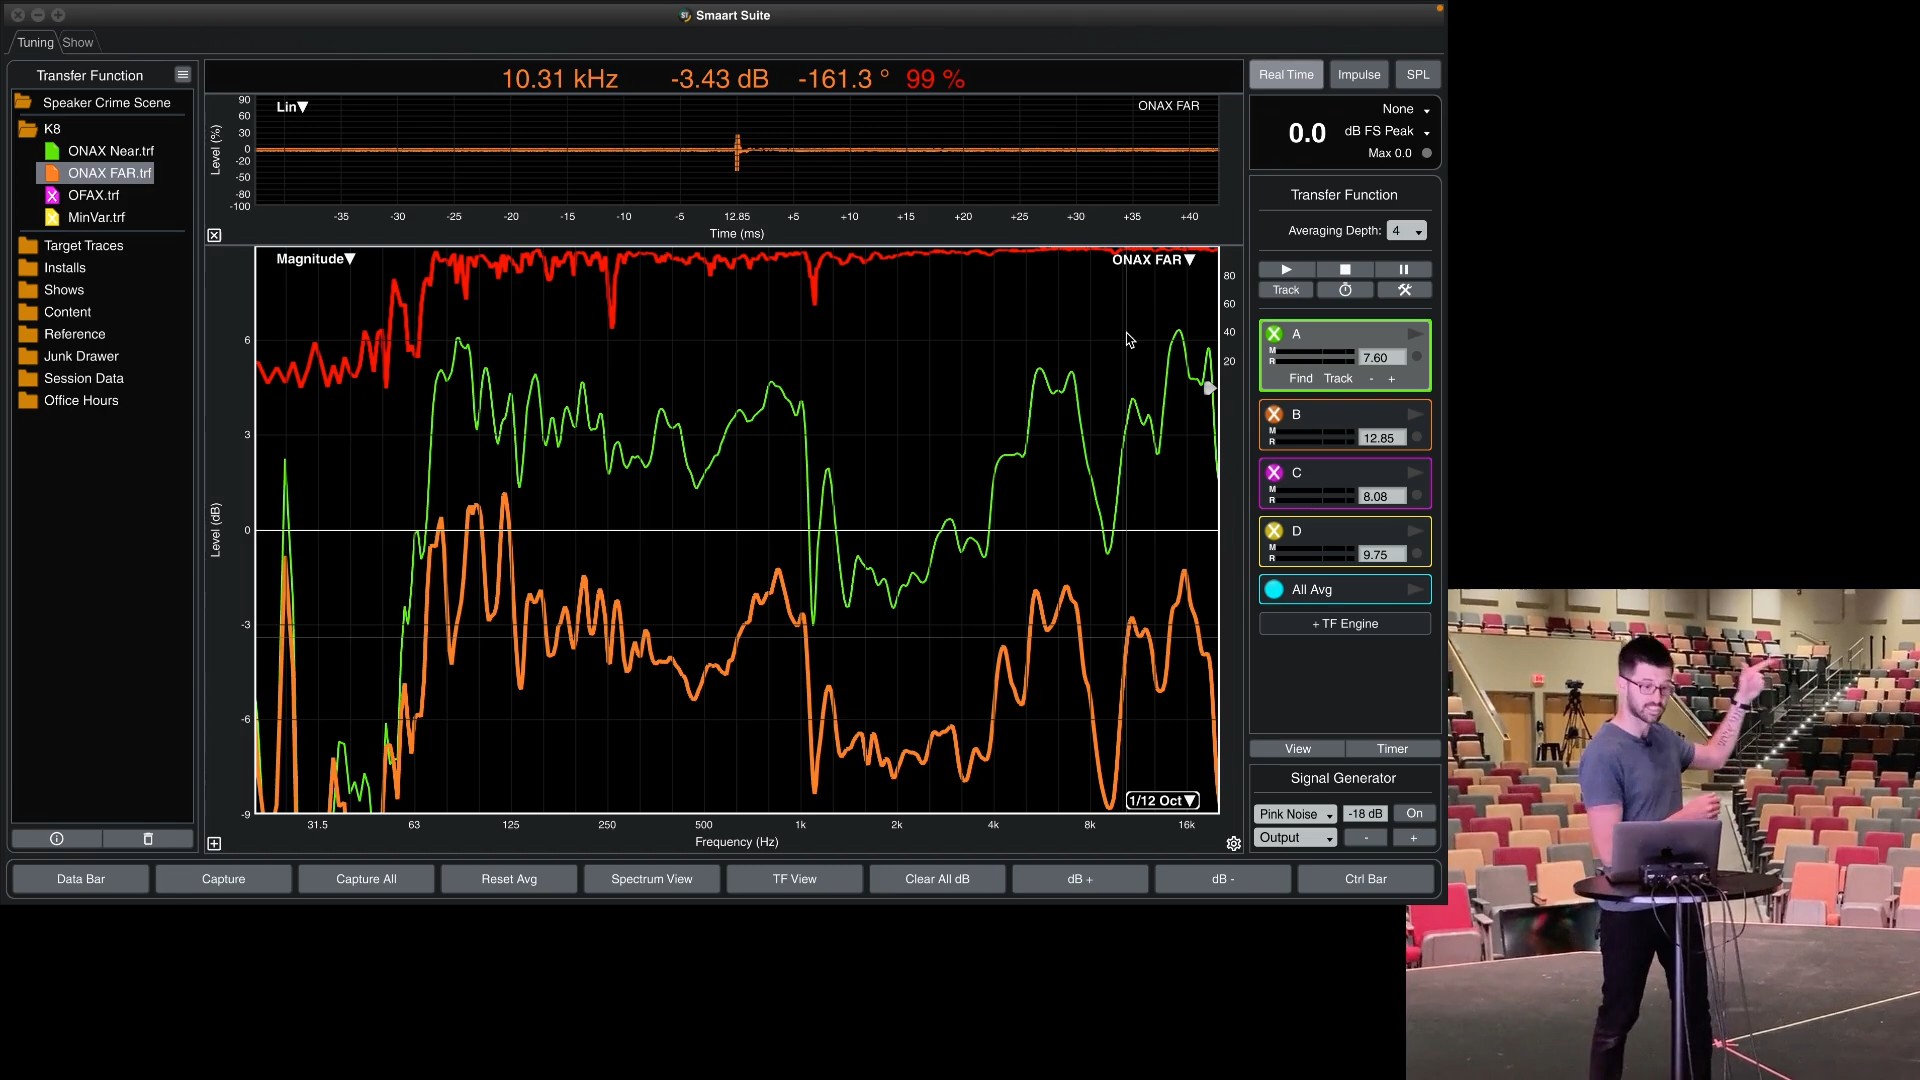 Smaart Suite
Tuning
Show
Transfer Function
Speaker Crime Scene
K8
ONAX Near.trf
ONAX FAR.trf
OFAX.trf
MinVar.trf
Target Traces
Installs
Shows
Content
Reference
Junk Drawer
Session Data
Office Hours
10.31 kHz -3.43 dB -161.3 ° 99 %
Lin▼
ONAX FAR
Level (%)
90
60
30
0
-20
-50
-80
-100
-35 -30 -25 -20 -15 -10 -5 12.85 +5 +10 +15 +20 +25 +30 +35 +40
Time (ms)
Magnitude▼
ONAX FAR▼
Level (dB)
6
3
0
-3
-6
-9
80
60
40
20
1/12 Oct▼
31.5 63 125 250 500 1k 2k 4k 8k 16k
Frequency (Hz)
Real Time
Impulse
SPL
None
0.0
dB FS Peak
Max 0.0
Transfer Function
Averaging Depth: 4
Track
A
M
R
7.60
Find Track - +
B
M
R
12.85
C
M
R
8.08
D
M
R
9.75
All Avg
+ TF Engine
View
Timer
Signal Generator
Pink Noise
-18 dB
On
Output
-
+
Data Bar
Capture
Capture All
Reset Avg
Spectrum View
TF View
Clear All dB
dB +
dB -
Ctrl Bar